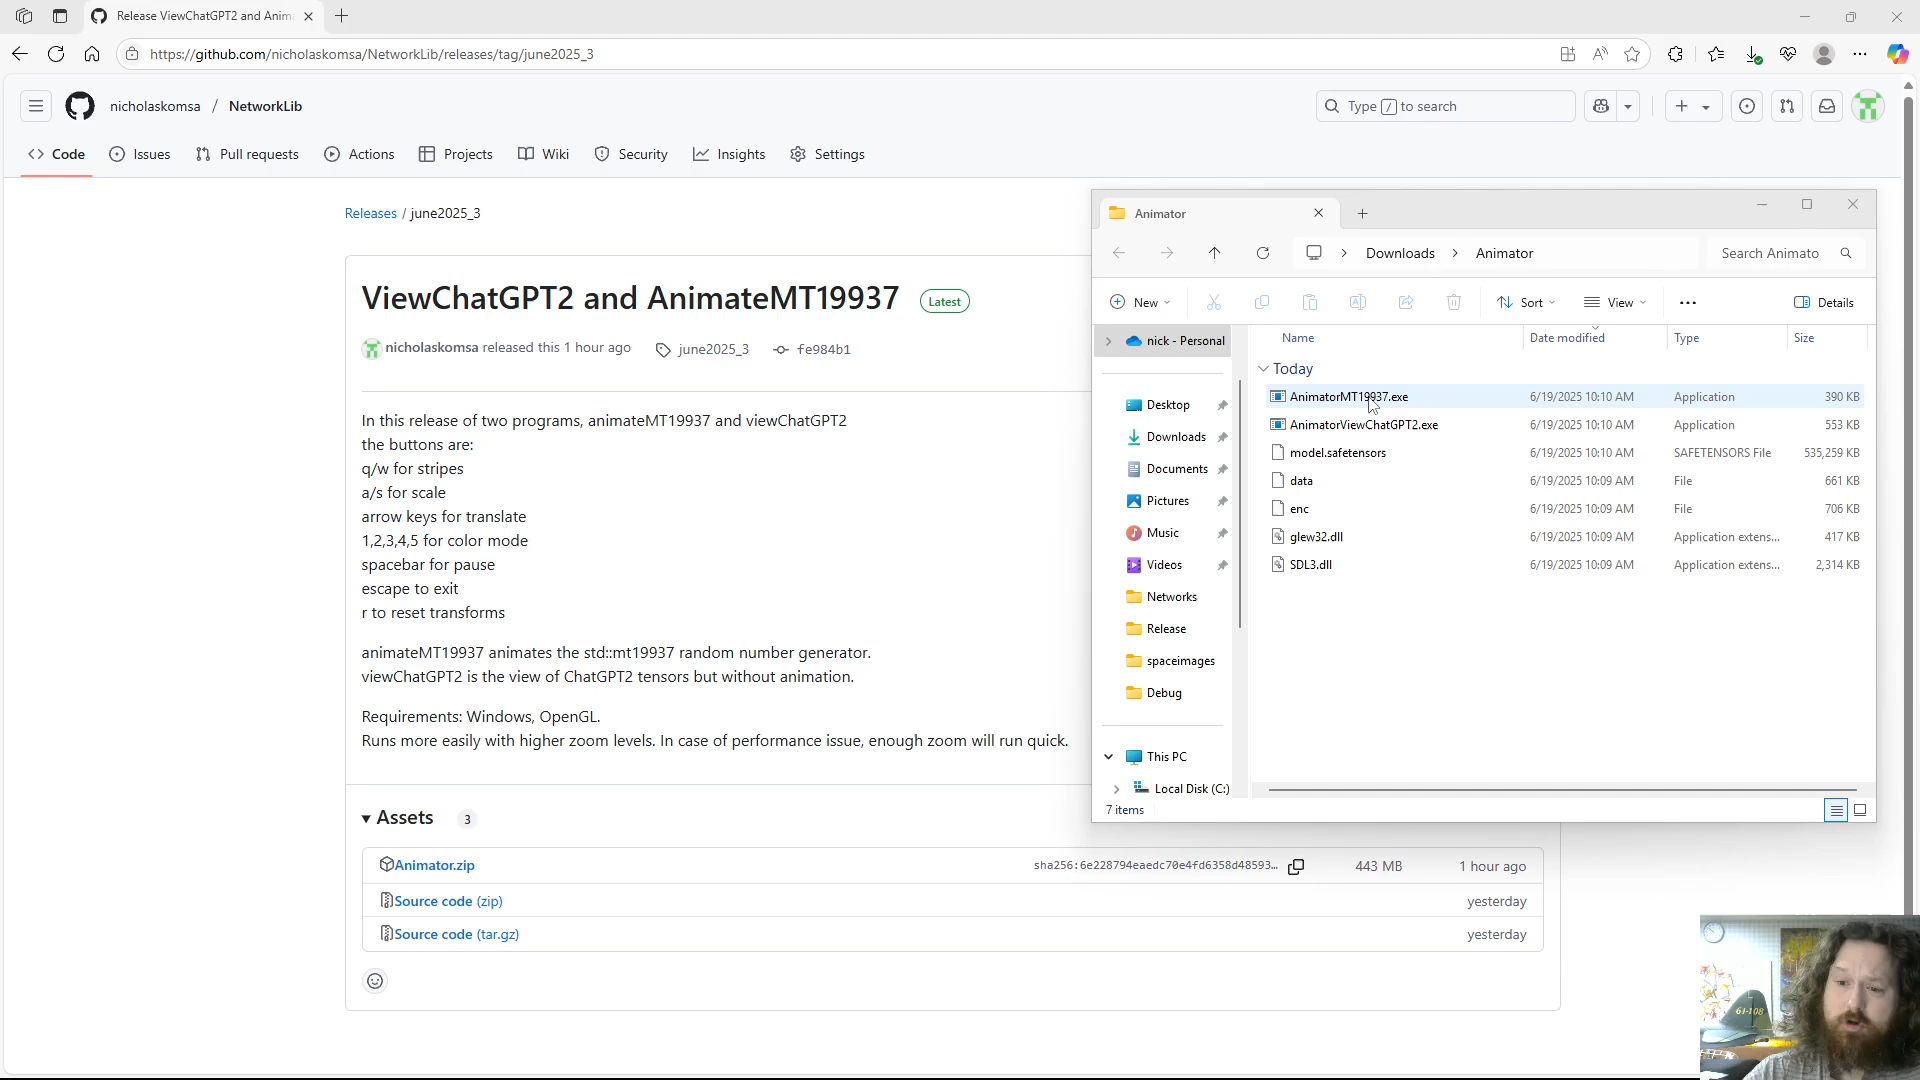 Release ViewChatGPT2 and Anim
https://github.com/nicholaskomsa/NetworkLib/releases/tag/june2025_3
nicholaskomsa / NetworkLib
Type / to search
Code
Issues
Pull requests
Actions
Projects
Wiki
Security
Insights
Settings
Releases / june2025_3
ViewChatGPT2 and AnimateMT19937
Latest
nicholaskomsa released this 1 hour ago
june2025_3
fe984b1
In this release of two programs, animateMT19937 and viewChatGPT2
the buttons are:
q/w for stripes
a/s for scale
arrow keys for translate
1,2,3,4,5 for color mode
spacebar for pause
escape to exit
r to reset transforms
animateMT19937 animates the std::mt19937 random number generator.
viewChatGPT2 is the view of ChatGPT2 tensors but without animation.
Requirements: Windows, OpenGL.
Runs more easily with higher zoom levels. In case of performance issue, enough zoom will run quick.
Assets 3
Animator.zip sha256:6e228794eaedc70e4fd6358d48593… 443 MB 1 hour ago
Source code (zip) yesterday
Source code (tar.gz) yesterday
Animator
Downloads > Animator
Search Animato
New
Sort
View
Details
nick - Personal
Desktop
Downloads
Documents
Pictures
Music
Videos
Networks
Release
spaceimages
Debug
This PC
Local Disk (C:)
Name Date modified Type Size
Today
AnimatorMT19937.exe 6/19/2025 10:10 AM Application 390 KB
AnimatorViewChatGPT2.exe 6/19/2025 10:10 AM Application 553 KB
model.safetensors 6/19/2025 10:10 AM SAFETENSORS File 535,259 KB
data 6/19/2025 10:09 AM File 661 KB
enc 6/19/2025 10:09 AM File 706 KB
glew32.dll 6/19/2025 10:09 AM Application extens... 417 KB
SDL3.dll 6/19/2025 10:09 AM Application extens... 2,314 KB
7 items
61-108